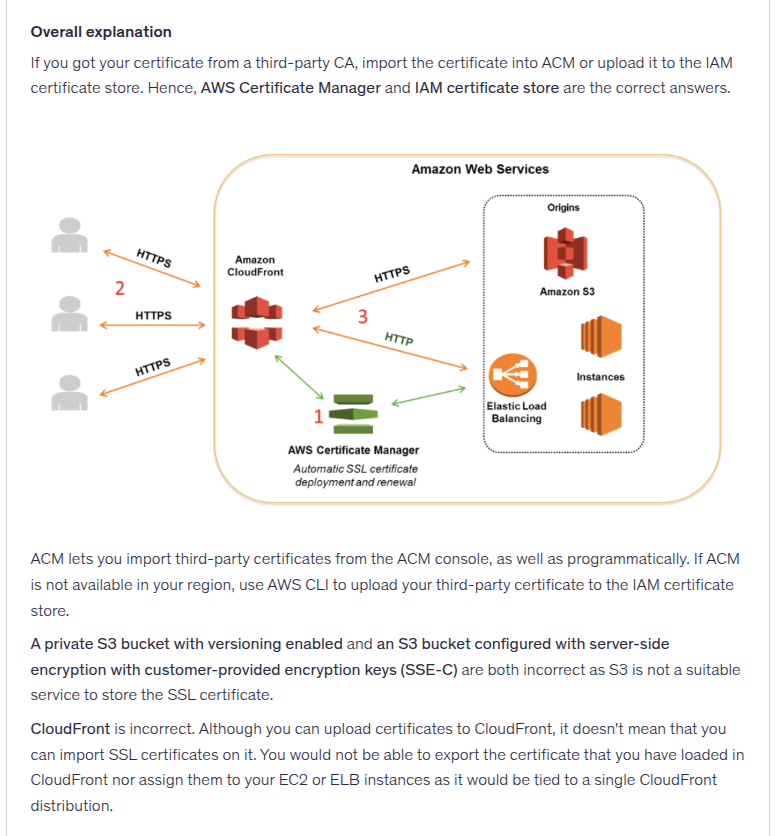 Overall explanation
If you got your certificate from a third-party CA, import the certificate into ACM or upload it to the IAM
certificate store. Hence, AWS Certificate Manager and IAM certificate store are the correct answers.
Amazon Web Services
Origins
HTTPS
Amazon
CloudFront
HTTPS
Amazon S3
2
HTTPS
3
HTTP
HTTPS
Instances
1
Elastic Load
Balancing
AWS Certificate Manager
Automatic SSL certificate
deployment and renewal
ACM lets you import third-party certificates from the ACM console, as well as programmatically. If ACM
is not available in your region, use AWS CLI to upload your third-party certificate to the IAM certificate
store.
A private S3 bucket with versioning enabled and an S3 bucket configured with server-side
encryption with customer-provided encryption keys (SSE-C) are both incorrect as S3 is not a suitable
service to store the SSL certificate.
CloudFront is incorrect. Although you can upload certificates to CloudFront, it doesn't mean that you
can import SSL certificates on it. You would not be able to export the certificate that you have loaded in
CloudFront nor assign them to your EC2 or ELB instances as it would be tied to a single CloudFront
distribution.